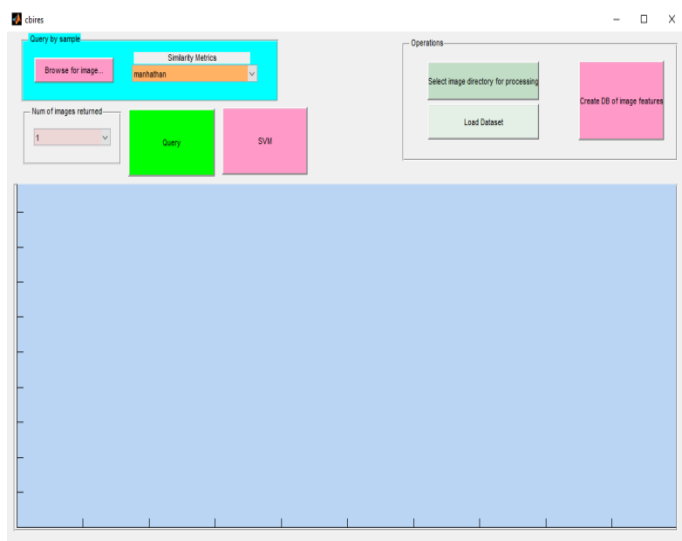 cbires
Query by sample
Similarity Metrics
Browse for image...
manhathan
Num of images returned
1
Query
SVM
Operations
Select image directory for processing
Load Dataset
Create DB of image features